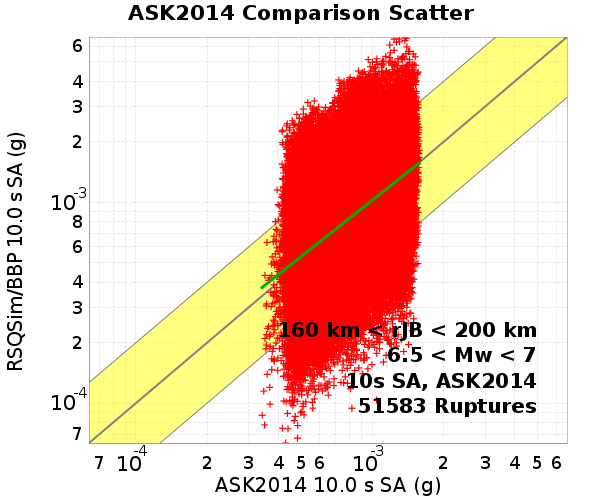 ASK2014 Comparison Scatter
RSQSim/BBP 10.0 s SA (g)
6
4
3
2
10-3
8
6
4
3
2
10-4
7
160 km < rJB < 200 km
6.5 < Mw < 7
10s SA, ASK2014
51583 Ruptures
7 10-4 2 3 4 5 6 10-3 2 3 4 5 6
ASK2014 10.0 s SA (g)